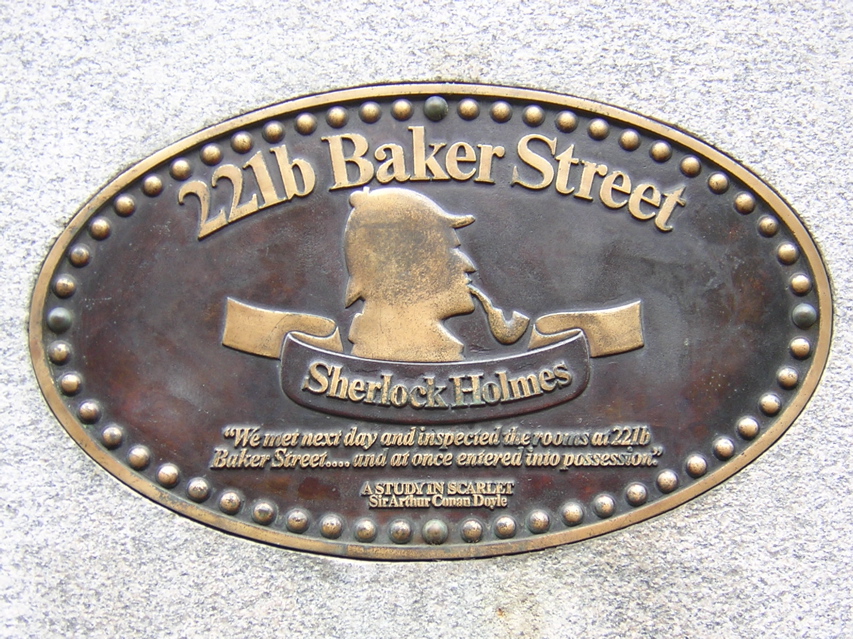 221b Baker Street
Sherlock Holmes
“We met next day and inspected the rooms at 221b
Baker Street.... and at once entered into possession.”
A STUDY IN SCARLET
Sir Arthur Conan Doyle